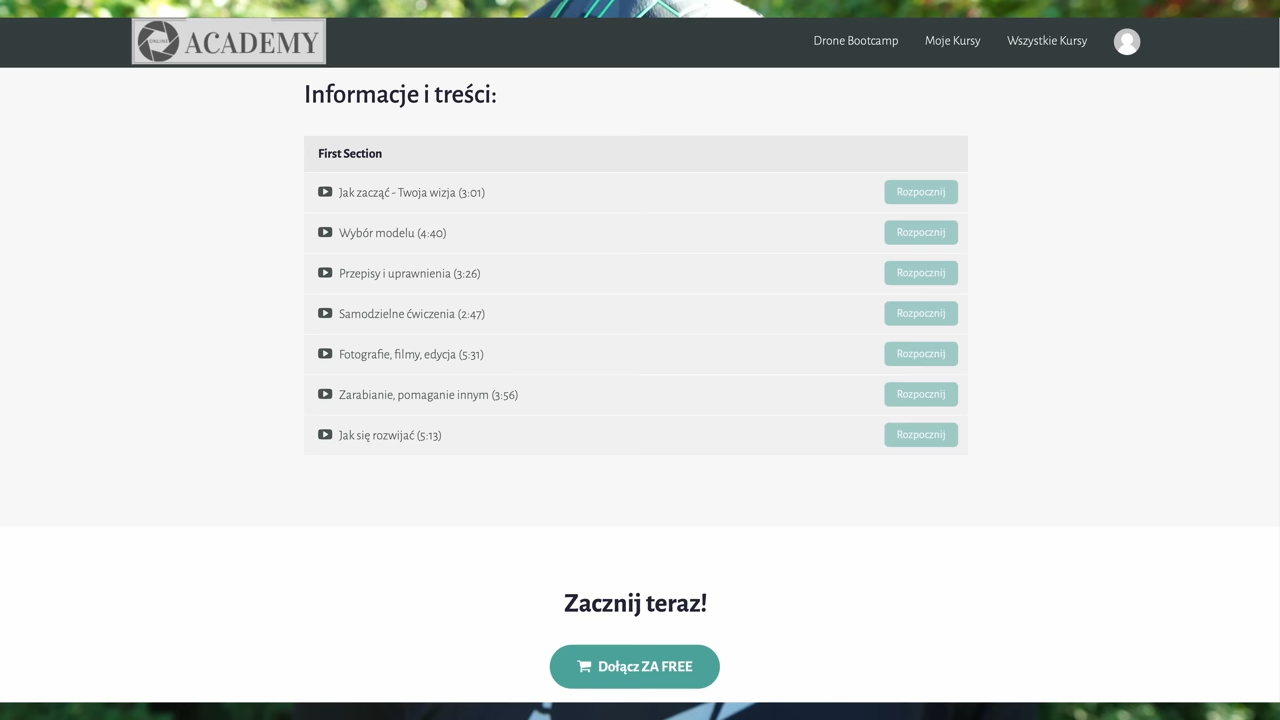 ONLINE
ACADEMY
Drone Bootcamp
Moje Kursy
Wszystkie Kursy
Informacje i treści:
First Section
Jak zacząć - Twoja wizja (3:01)
Rozpocznij
Wybór modelu (4:40)
Rozpocznij
Przepisy i uprawnienia (3:26)
Rozpocznij
Samodzielne ćwiczenia (2:47)
Rozpocznij
Fotografie, filmy, edycja (5:31)
Rozpocznij
Zarabianie, pomaganie innym (3:56)
Rozpocznij
Jak się rozwijać (5:13)
Rozpocznij
Zacznij teraz!
Dołącz ZA FREE